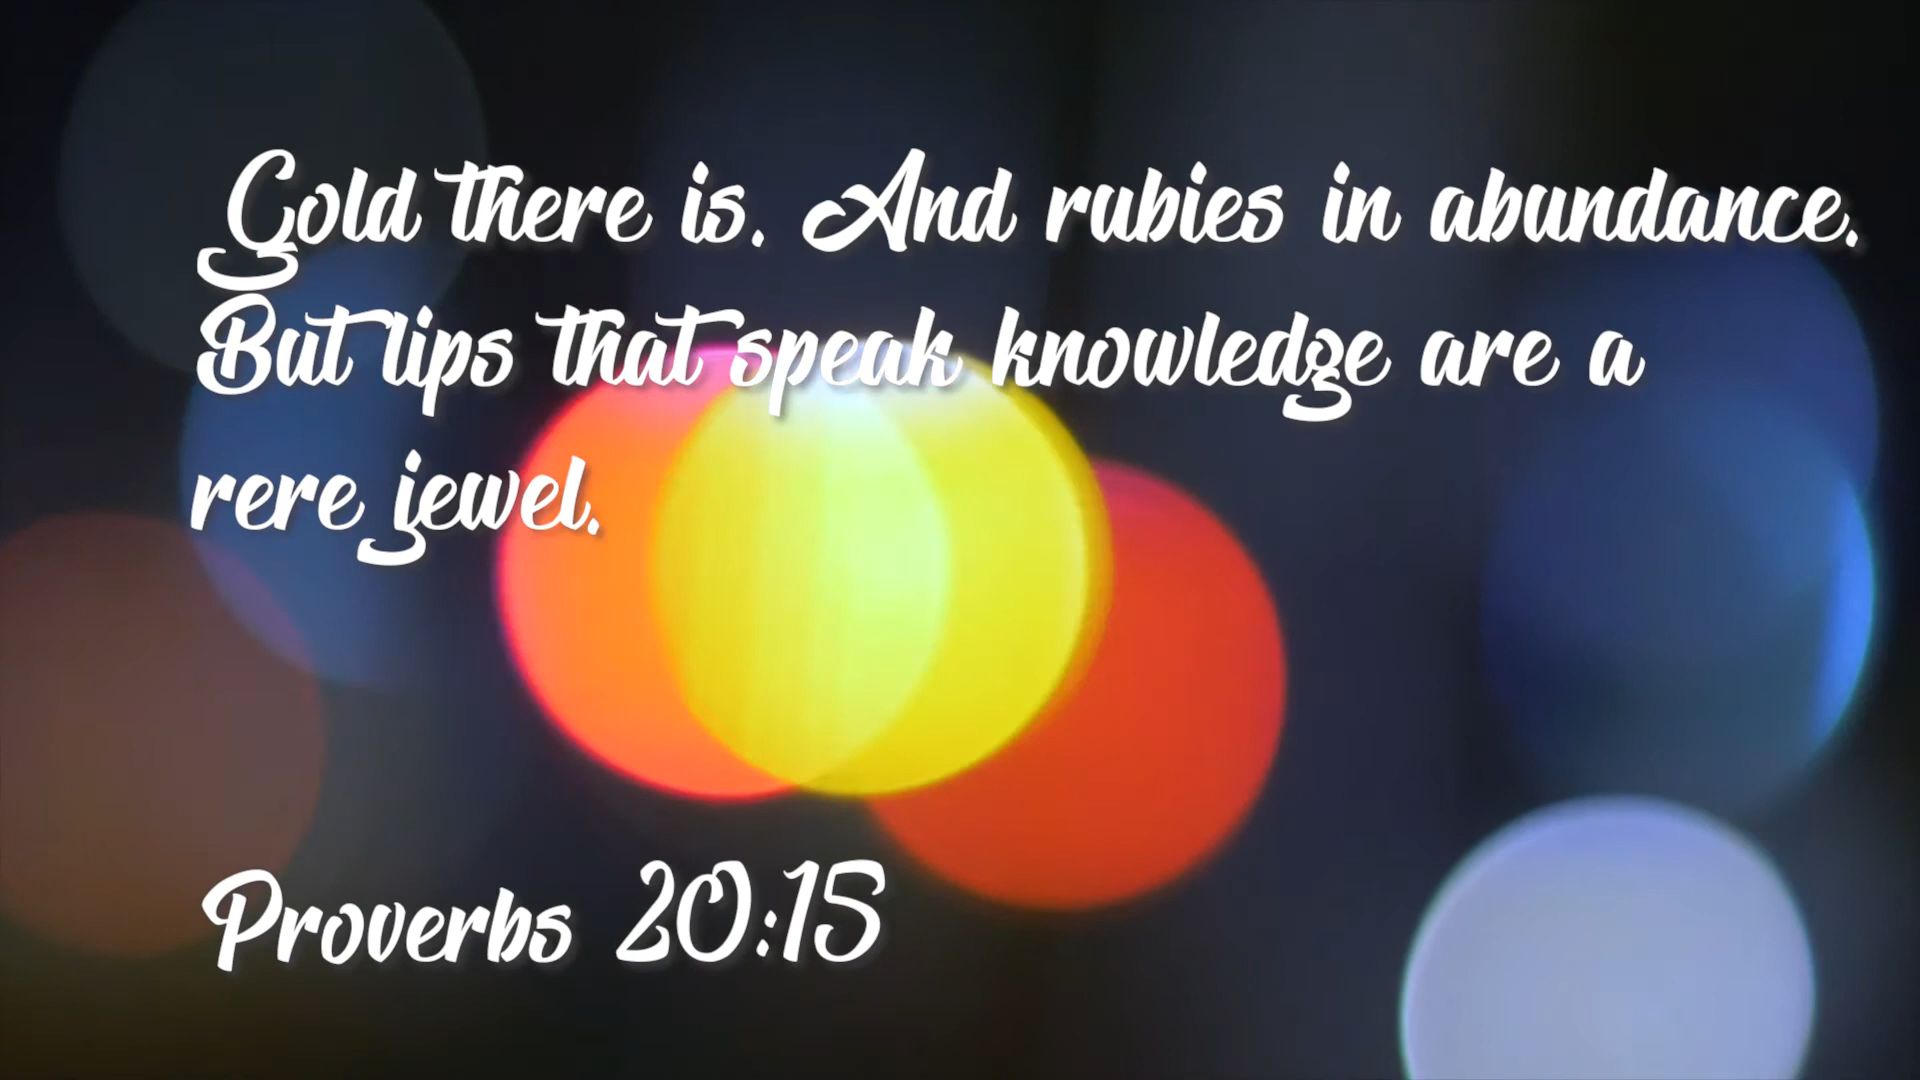 Gold there is. And rubies in abundance.
But lips that speak knowledge are a
rere jewel.
Proverbs 20:15